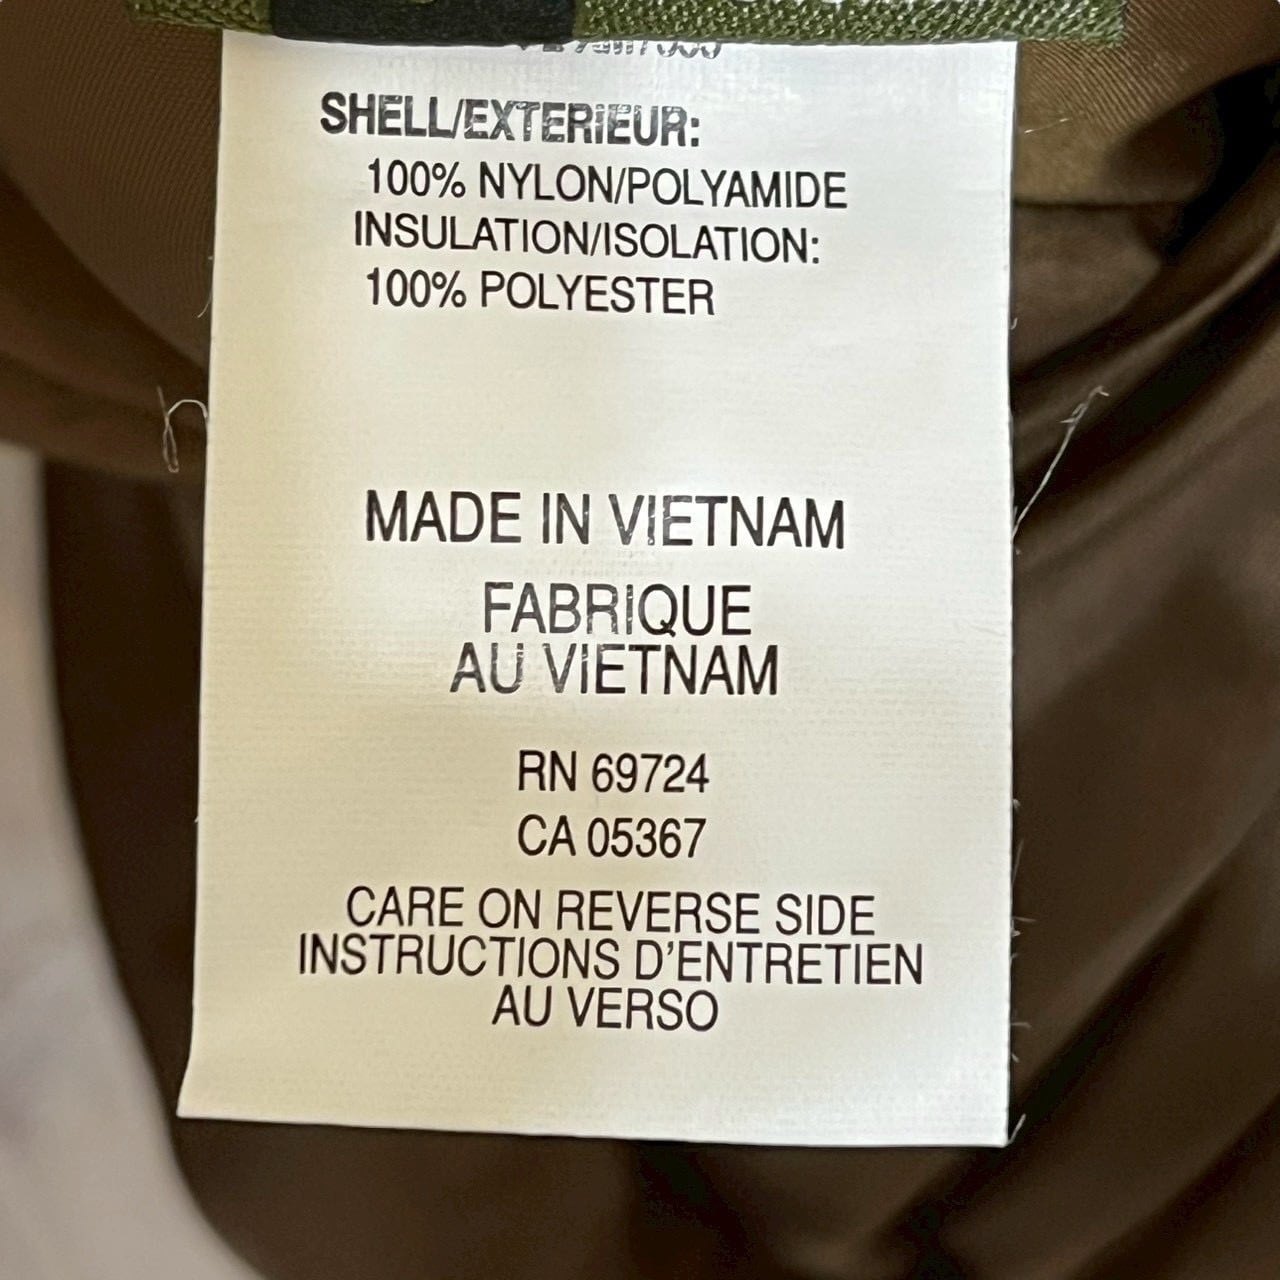 SHELL/EXTERIEUR:
100% NYLON/POLYAMIDE
INSULATION/ISOLATION:
100% POLYESTER
MADE IN VIETNAM
FABRIQUE
AU VIETNAM
RN 69724
CA 05367
CARE ON REVERSE SIDE
INSTRUCTIONS D'ENTRETIEN
AU VERSO